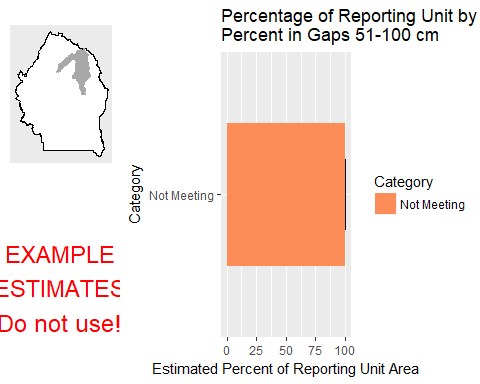 Percentage of Reporting Unit by
Percent in Gaps 51-100 cm
Category
Not Meeting
Category
Not Meeting
EXAMPLE
ESTIMATES
Do not use!
0 25 50 75 100
Estimated Percent of Reporting Unit Area